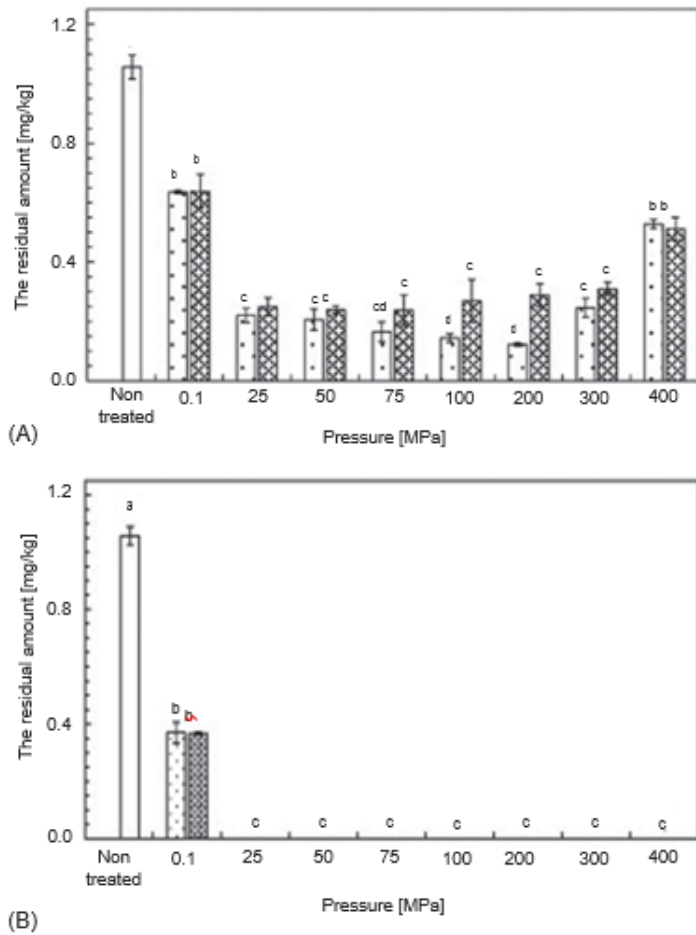 The residual amount [mg/kg]
1.2
0.8
0.4
0.0
b b
c
c c
cd c
d c
d c
c c
b b
Non treated 0.1 25 50 75 100 200 300 400
Pressure [MPa]
(A)
The residual amount [mg/kg]
1.2
0.8
0.4
0.0
a
b b
c c c c c c c
Non treated 0.1 25 50 75 100 200 300 400
Pressure [MPa]
(B)